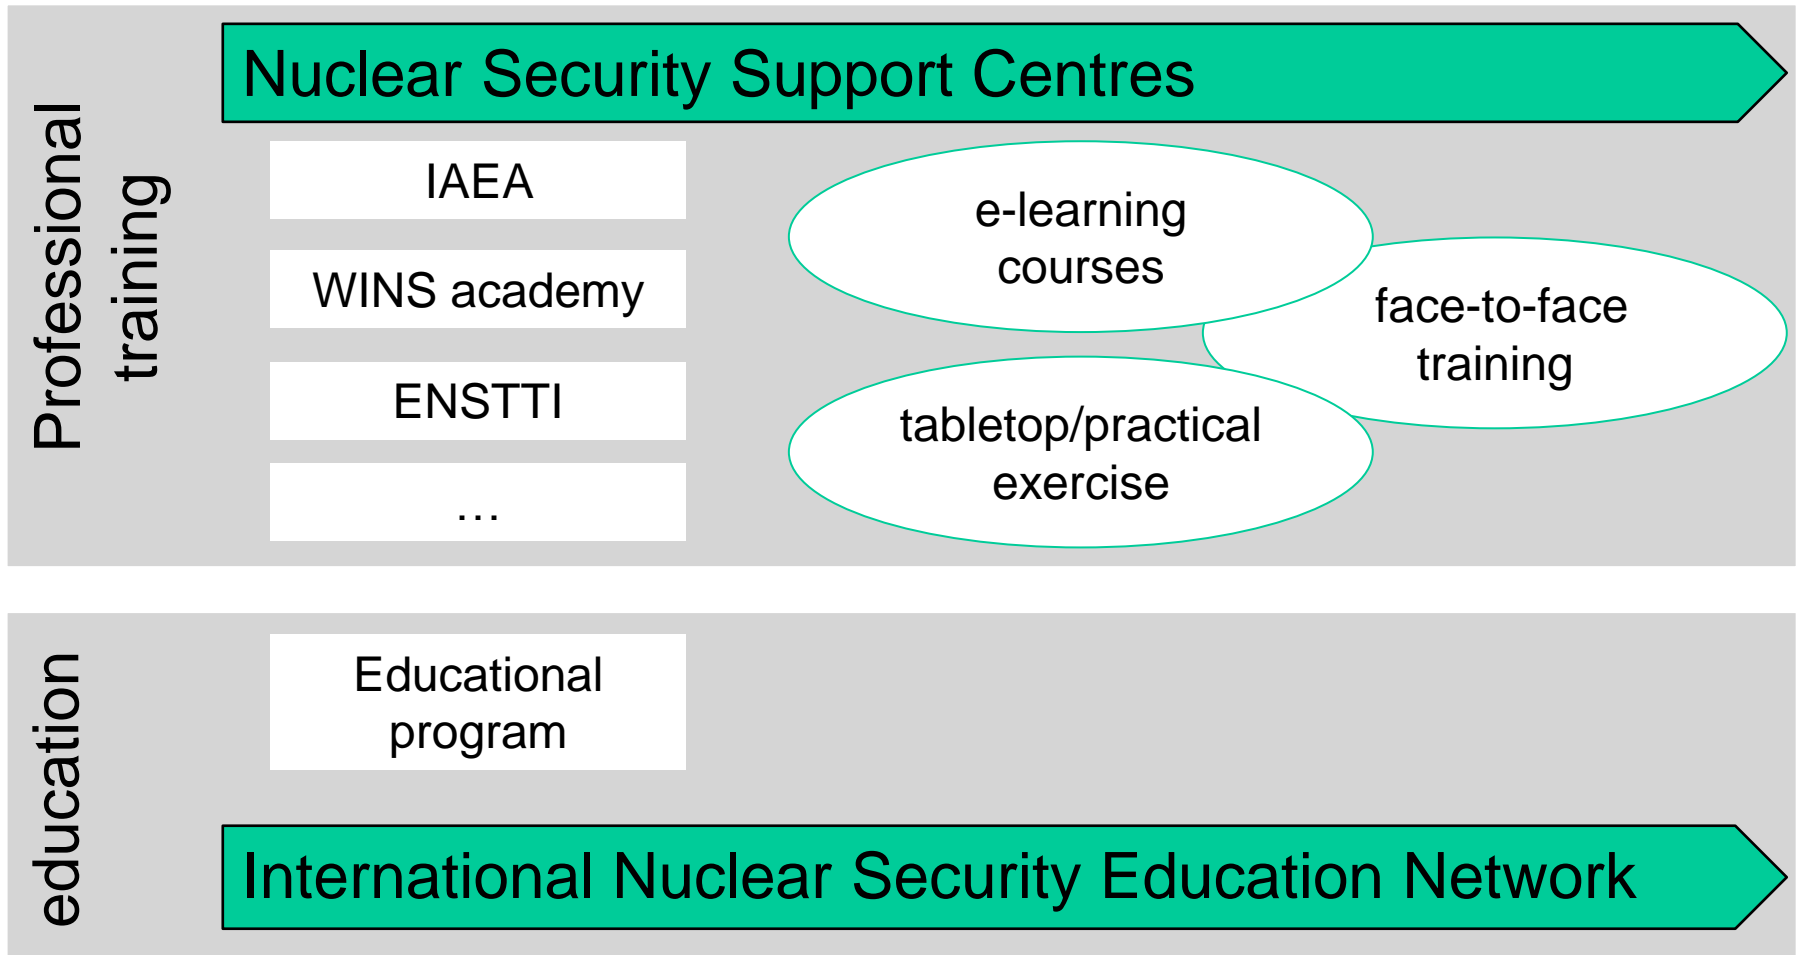 Professional
training
Nuclear Security Support Centres
IAEA
WINS academy
ENSTTI
…
e-learning
courses
face-to-face
training
tabletop/practical
exercise
education
Educational
program
International Nuclear Security Education Network